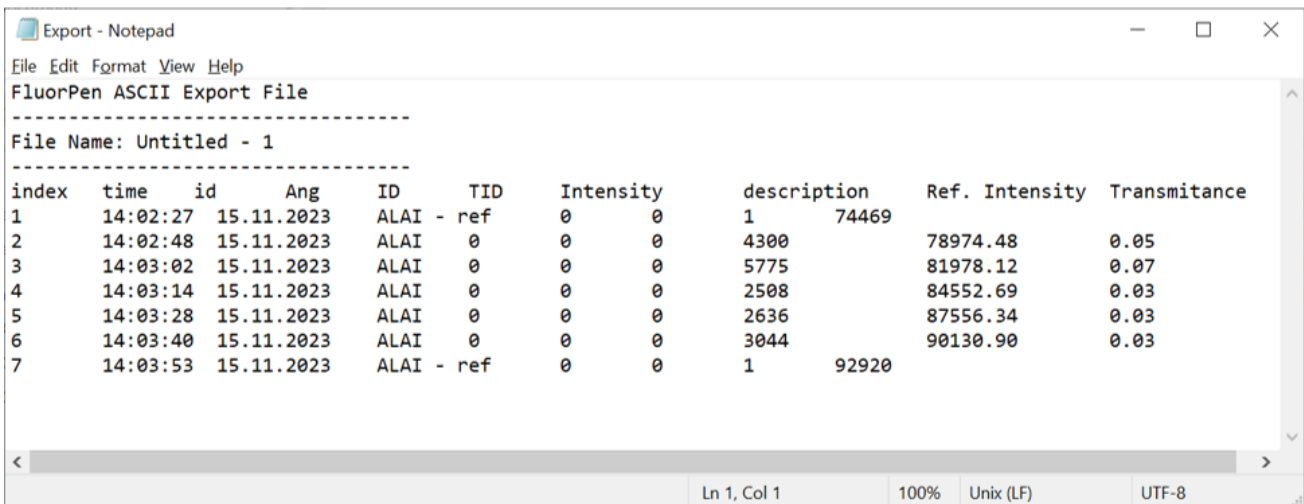 Export - Notepad
File Edit Format View Help
FluorPen ASCII Export File
-----------------------------------
File Name: Untitled - 1
-----------------------------------
index time id Ang ID TID Intensity description Ref. Intensity Transmitance
1 14:02:27 15.11.2023 ALAI - ref 0 0 1 74469
2 14:02:48 15.11.2023 ALAI 0 0 0 4300 78974.48 0.05
3 14:03:02 15.11.2023 ALAI 0 0 0 5775 81978.12 0.07
4 14:03:14 15.11.2023 ALAI 0 0 0 2508 84552.69 0.03
5 14:03:28 15.11.2023 ALAI 0 0 0 2636 87556.34 0.03
6 14:03:40 15.11.2023 ALAI 0 0 0 3044 90130.90 0.03
7 14:03:53 15.11.2023 ALAI - ref 0 0 1 92920
Ln 1, Col 1 100% Unix (LF) UTF-8